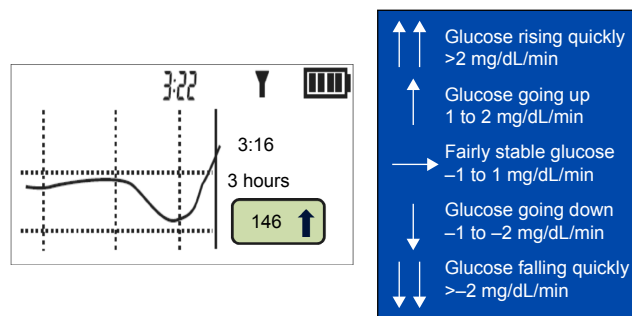 3:22
3:16
3 hours
146
Glucose rising quickly
>2 mg/dL/min
Glucose going up
1 to 2 mg/dL/min
Fairly stable glucose
–1 to 1 mg/dL/min
Glucose going down
–1 to –2 mg/dL/min
Glucose falling quickly
>–2 mg/dL/min